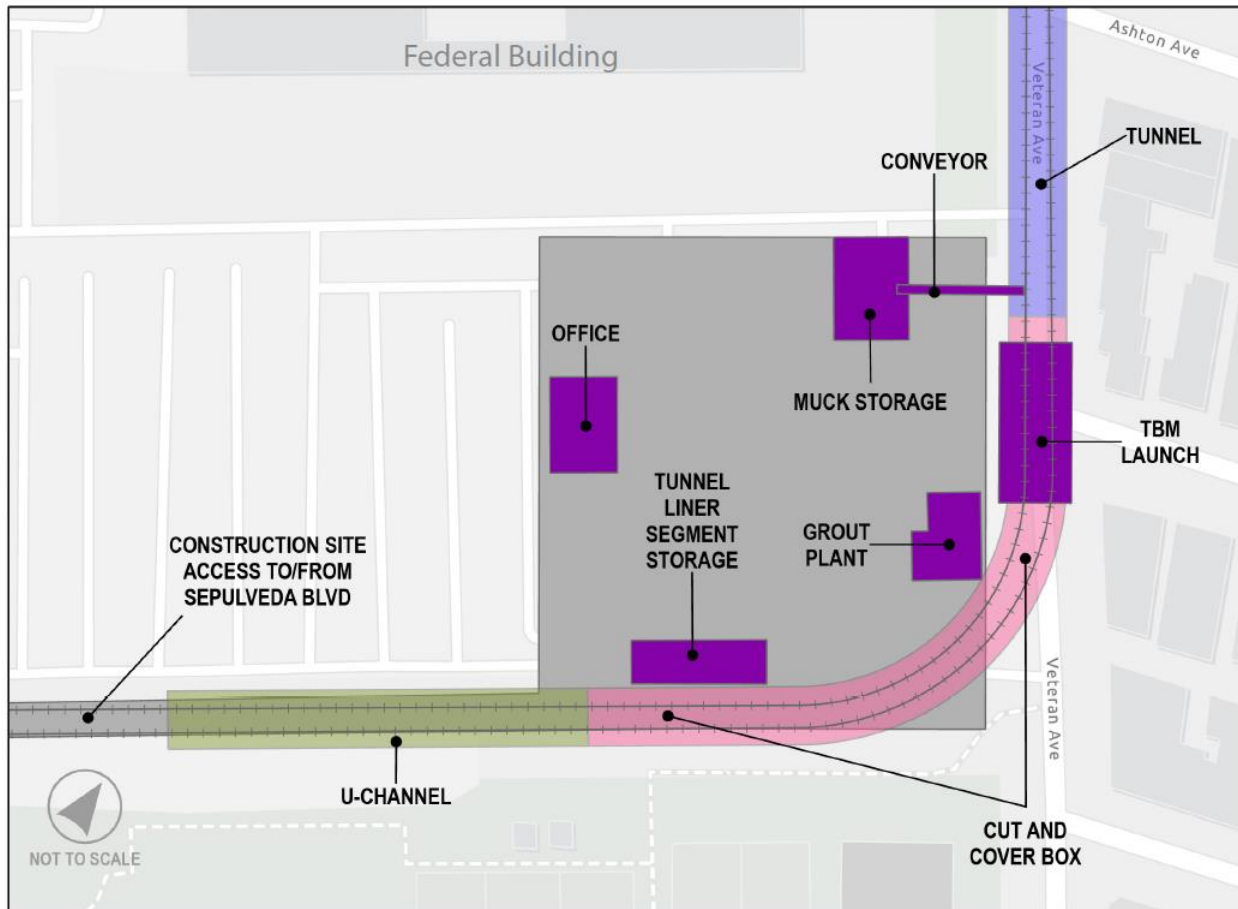 Federal Building
Ashton Ave
Veteran Ave
TUNNEL
CONVEYOR
OFFICE
MUCK STORAGE
TBM
LAUNCH
TUNNEL
LINER
SEGMENT
STORAGE
GROUT
PLANT
CONSTRUCTION SITE
ACCESS TO/FROM
SEPULVEDA BLVD
Veteran Ave
U-CHANNEL
CUT AND
COVER BOX
NOT TO SCALE